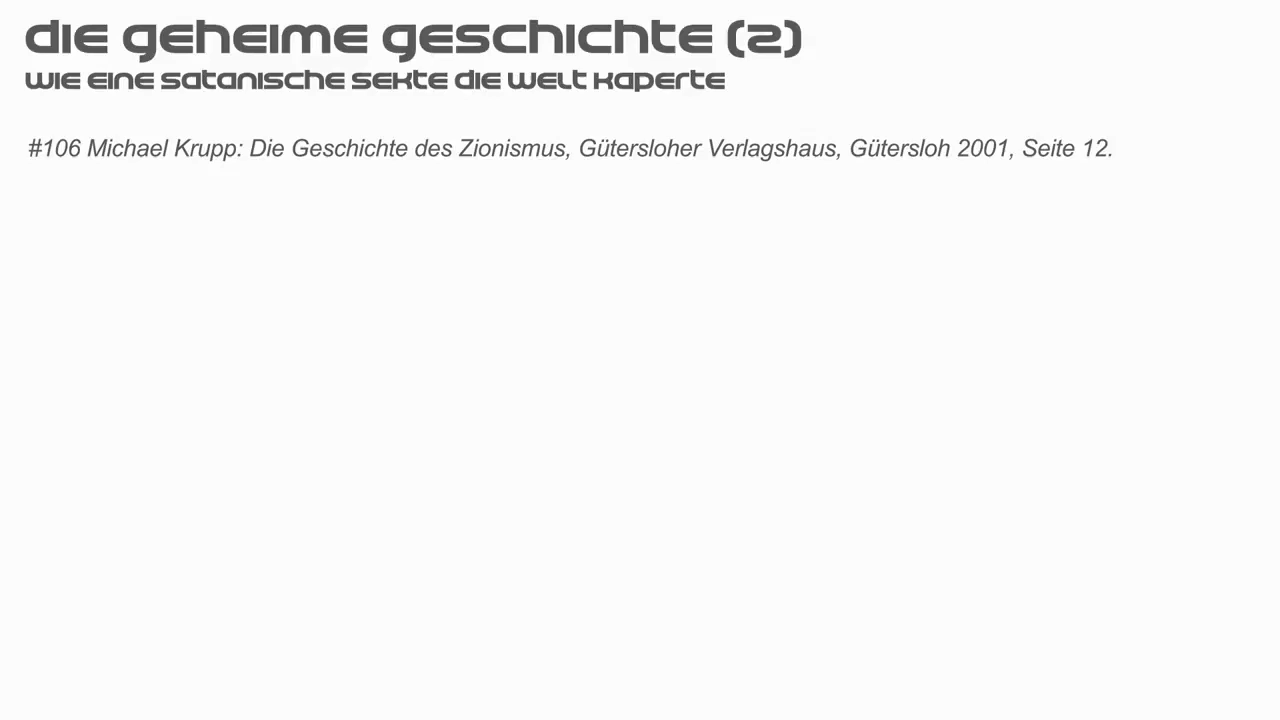 Die Geheime Geschichte (2)
Wie eine satanische Sekte die Welt kaperte
#106 Michael Krupp: Die Geschichte des Zionismus, Gütersloher Verlagshaus, Gütersloh 2001, Seite 12.